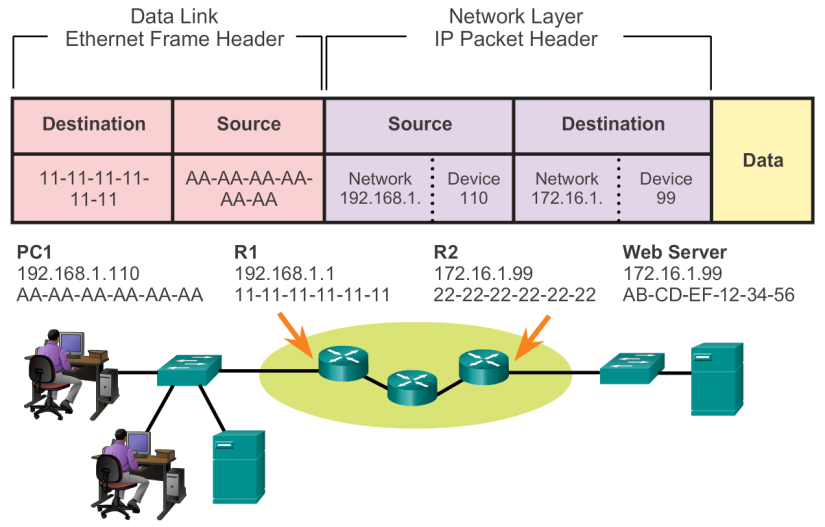 Data Link
Ethernet Frame Header
Network Layer
IP Packet Header
Destination
Source
Source
Destination
Data
11-11-11-11-
11-11
AA-AA-AA-AA-
AA-AA
Network
192.168.1.
Device
110
Network
172.16.1.
Device
99
PC1
192.168.1.110
AA-AA-AA-AA-AA-AA
R1
192.168.1.1
11-11-11-11-11-11
R2
172.16.1.99
22-22-22-22-22-22
Web Server
172.16.1.99
AB-CD-EF-12-34-56